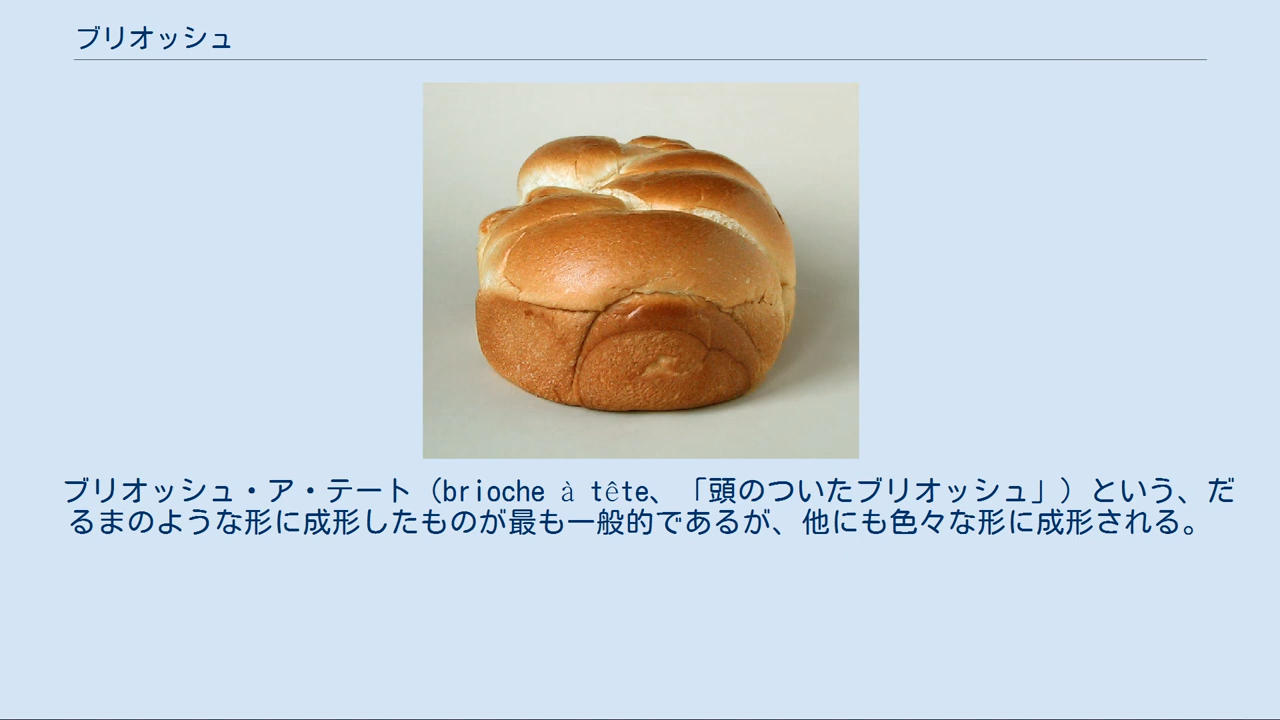 ブリオッシュ
ブリオッシュ・ア・テート（brioche à tête、「頭のついたブリオッシュ」）という、だ
るまのような形に成形したものが最も一般的であるが、他にも色々な形に成形される。